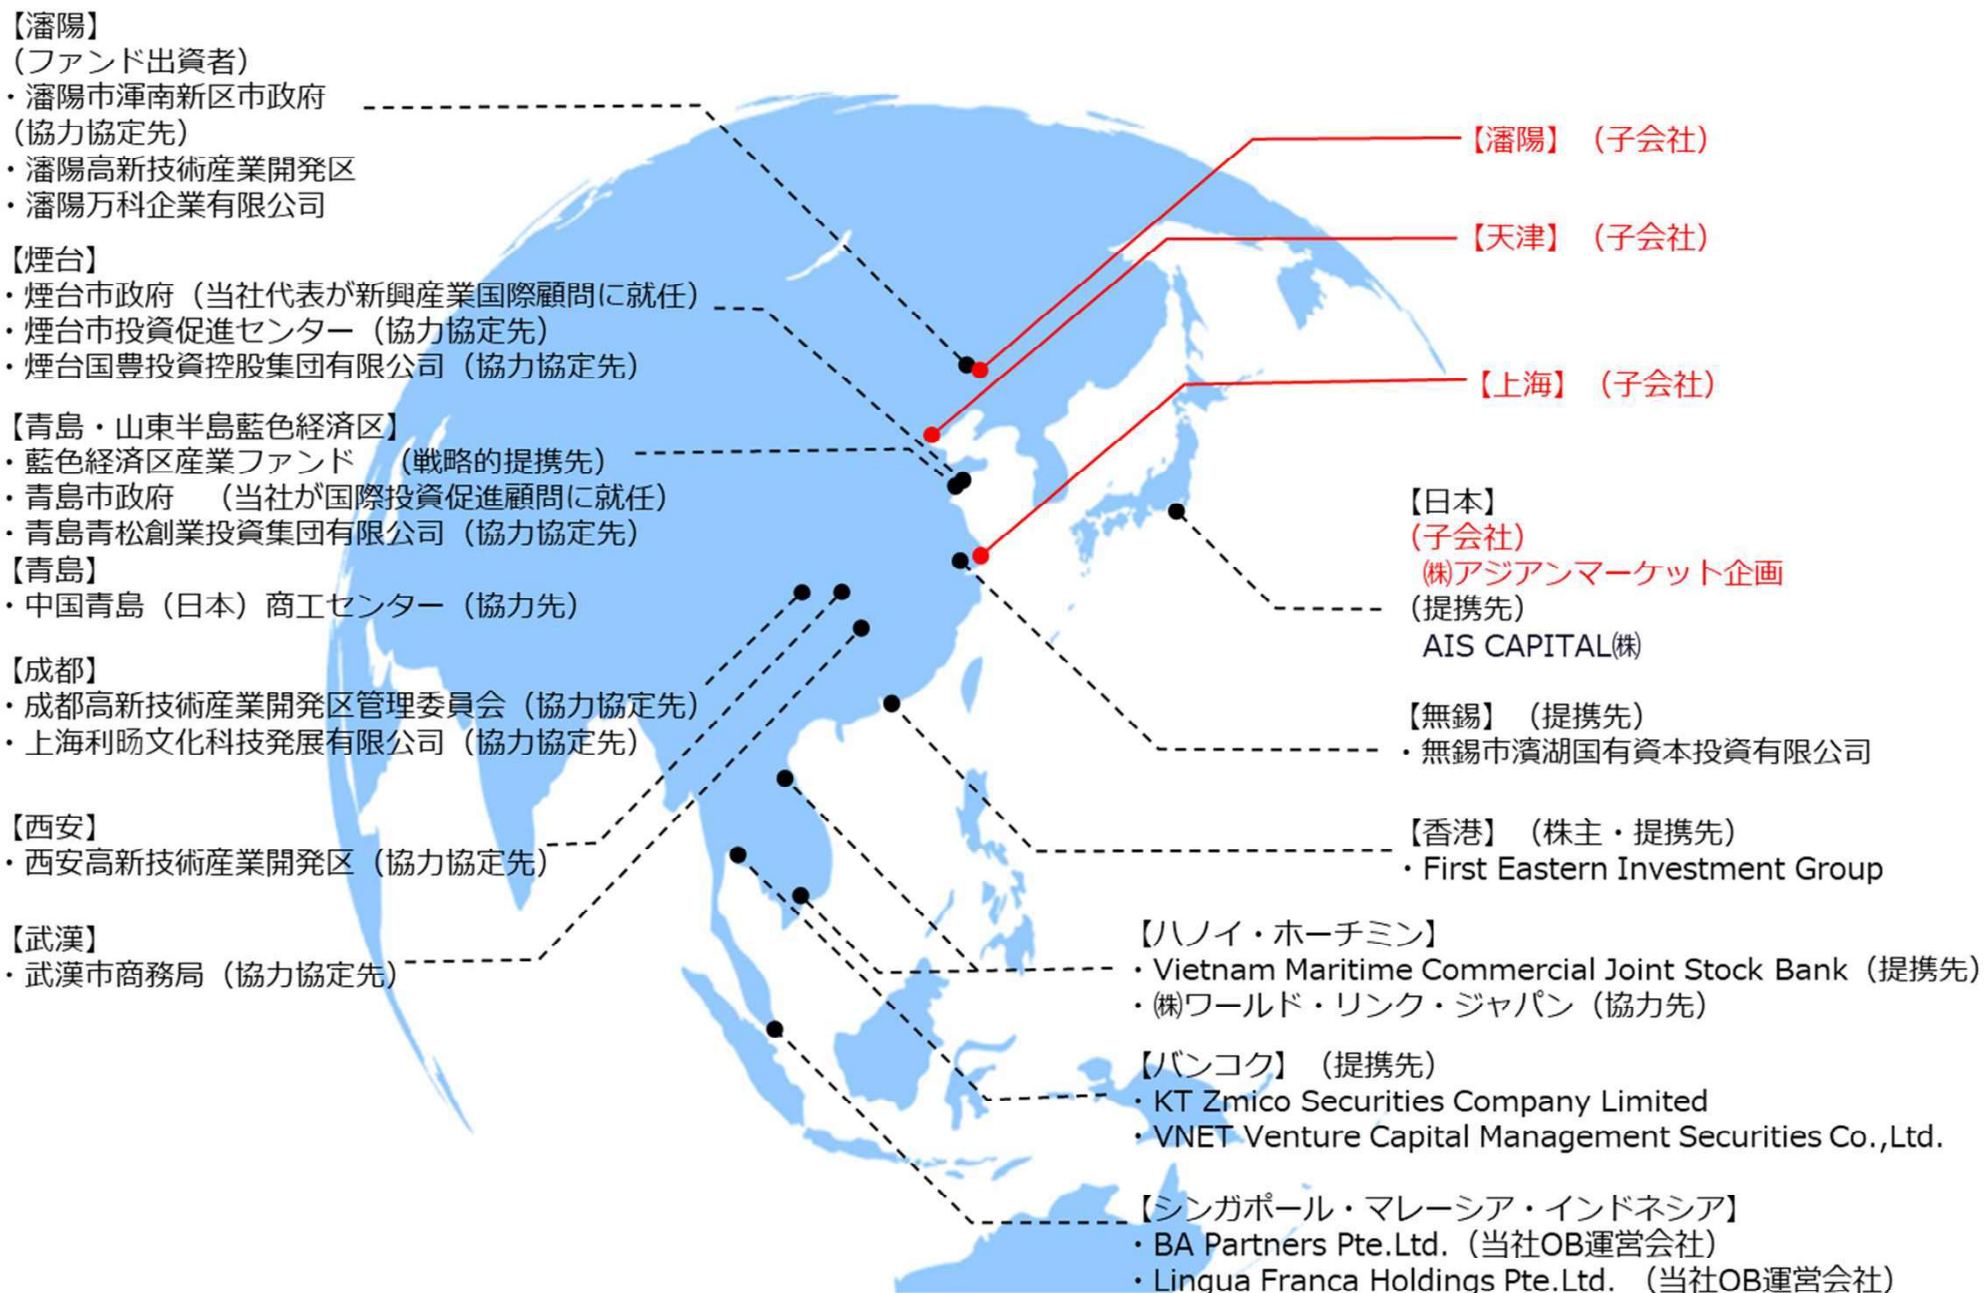 【瀋陽】
（ファンド出資者）
・瀋陽市渾南新区市政府
（協力協定先）
・瀋陽高新技術産業開発区
・瀋陽万科企業有限公司
【煙台】
・煙台市政府（当社代表が新興産業国際顧問に就任）
・煙台市投資促進センター（協力協定先）
・煙台国豊投資控股集団有限公司（協力協定先）
【青島・山東半島藍色経済区】
・藍色経済区産業ファンド　（戦略的提携先）
・青島市政府　（当社が国際投資促進顧問に就任）
・青島青松創業投資集団有限公司（協力協定先）
【青島】
・中国青島（日本）商工センター（協力先）
【成都】
・成都高新技術産業開発区管理委員会（協力協定先）
・上海利旸文化科技発展有限公司（協力協定先）
【西安】
・西安高新技術産業開発区（協力協定先）
【武漢】
・武漢市商務局（協力協定先）
【瀋陽】（子会社）
【天津】（子会社）
【上海】（子会社）
【日本】
（子会社）
㈱アジアンマーケット企画
（提携先）
AIS CAPITAL㈱
【無錫】（提携先）
・無錫市濱湖国有資本投資有限公司
【香港】（株主・提携先）
・First Eastern Investment Group
【ハノイ・ホーチミン】
・Vietnam Maritime Commercial Joint Stock Bank（提携先）
・㈱ワールド・リンク・ジャパン（協力先）
【バンコク】（提携先）
・KT Zmico Securities Company Limited
・VNET Venture Capital Management Securities Co.,Ltd.
【シンガポール・マレーシア・インドネシア】
・BA Partners Pte.Ltd.（当社OB運営会社）
・Lingua Franca Holdings Pte.Ltd.（当社OB運営会社）